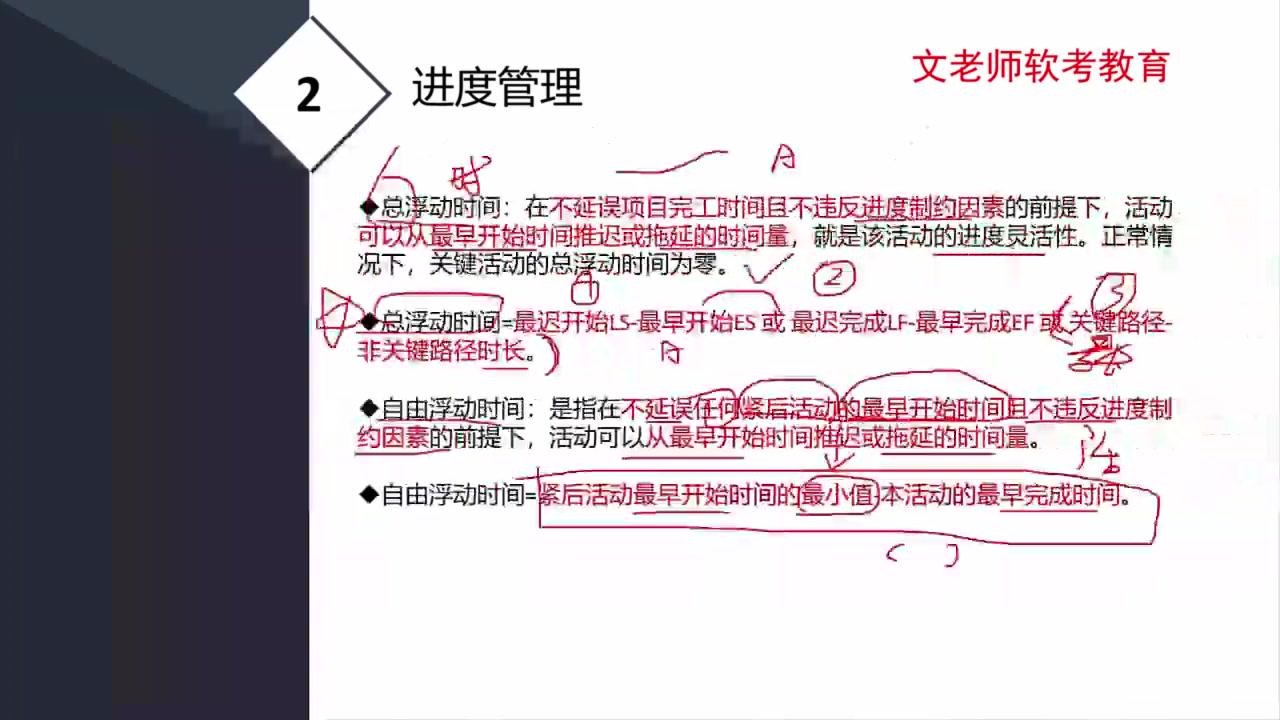 2
进度管理
文老师软考教育
时
A
◆总浮动时间：在不延误项目完工时间且不违反进度制约因素的前提下，活动
可以从最早开始时间推迟或拖延的时间量，就是该活动的进度灵活性。正常情
况下，关键活动的总浮动时间为零。
②
③
◆总浮动时间=最迟开始LS-最早开始ES 或 最迟完成LF-最早完成EF 或 关键路径-
非关键路径时长。
◆自由浮动时间：是指在不延误任何紧后活动的最早开始时间且不违反进度制
约因素的前提下，活动可以从最早开始时间推迟或拖延的时间量。
◆自由浮动时间=紧后活动最早开始时间的最小值-本活动的最早完成时间。
( )